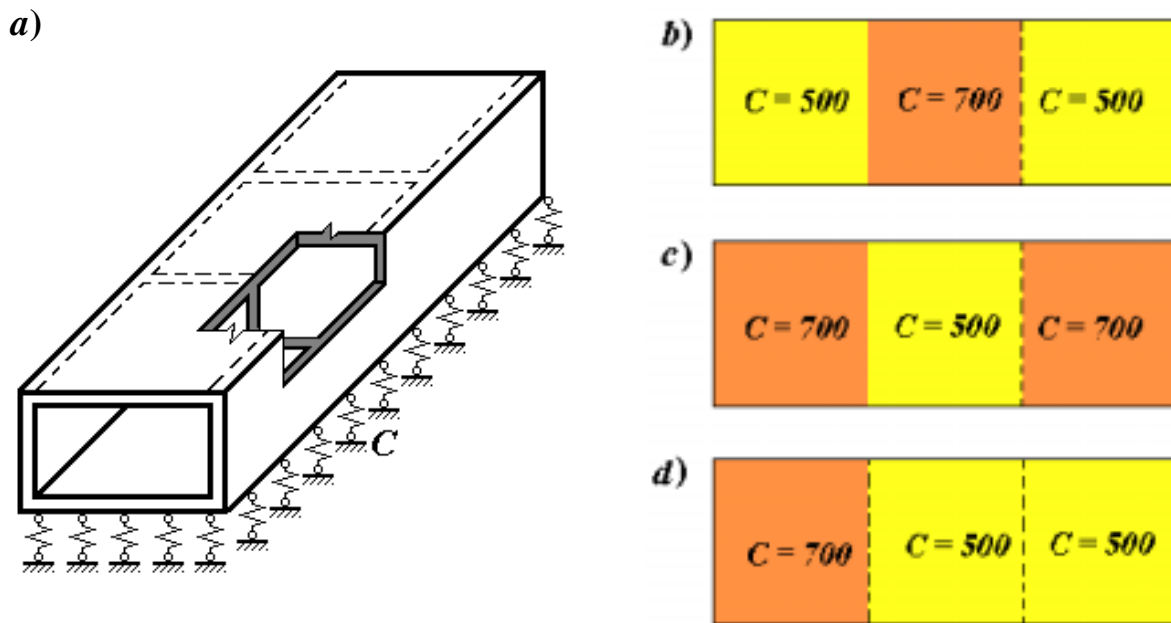 a)
C
b)
C = 500 C = 700 C = 500
c)
C = 700 C = 500 C = 700
d)
C = 700 C = 500 C = 500